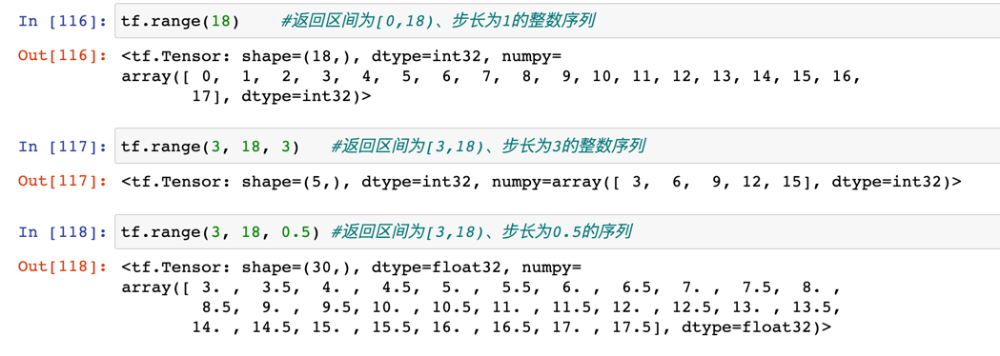 In [116]: tf.range(18)    #返回区间为[0,18)、步长为1的整数序列
Out[116]: <tf.Tensor: shape=(18,), dtype=int32, numpy=
array([ 0,  1,  2,  3,  4,  5,  6,  7,  8,  9, 10, 11, 12, 13, 14, 15, 16,
       17], dtype=int32)>
In [117]: tf.range(3, 18, 3)   #返回区间为[3,18)、步长为3的整数序列
Out[117]: <tf.Tensor: shape=(5,), dtype=int32, numpy=array([ 3,  6,  9, 12, 15], dtype=int32)>
In [118]: tf.range(3, 18, 0.5) #返回区间为[3,18)、步长为0.5的序列
Out[118]: <tf.Tensor: shape=(30,), dtype=float32, numpy=
array([ 3. ,  3.5,  4. ,  4.5,  5. ,  5.5,  6. ,  6.5,  7. ,  7.5,  8. ,
        8.5,  9. ,  9.5, 10. , 10.5, 11. , 11.5, 12. , 12.5, 13. , 13.5,
       14. , 14.5, 15. , 15.5, 16. , 16.5, 17. , 17.5], dtype=float32)>